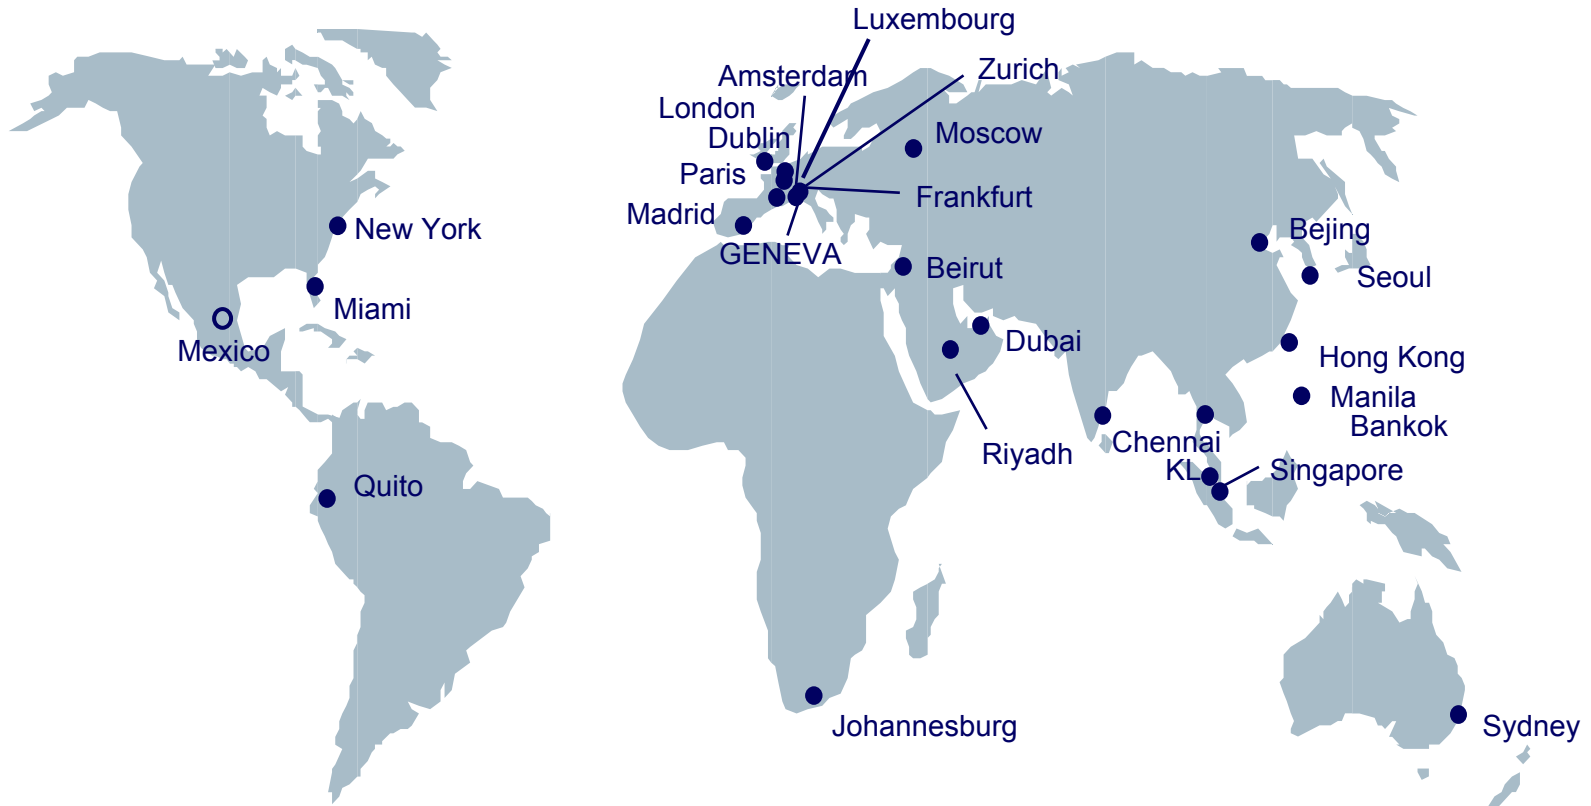 Luxembourg
Amsterdam
Zurich
London
Dublin
Moscow
Paris
Frankfurt
Madrid
New York
GENEVA
Bejing
Beirut
Seoul
Miami
Mexico
Dubai
Hong Kong
Manila
Bankok
Chennai
Riyadh
KL
Singapore
Quito
Johannesburg
Sydney